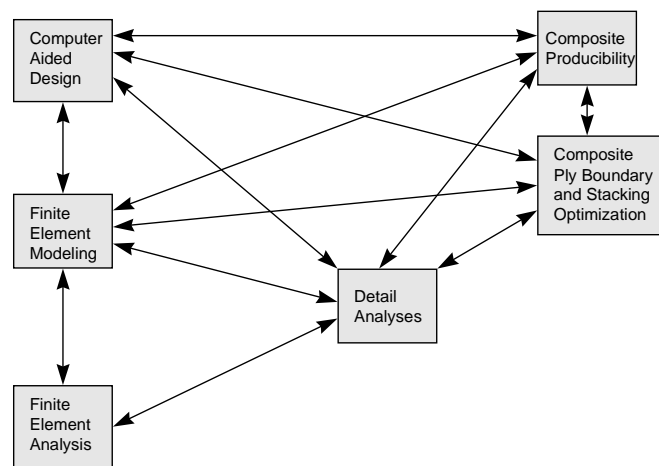 Computer
Aided
Design
Composite
Producibility
Composite
Ply Boundary
and Stacking
Optimization
Finite
Element
Modeling
Detail
Analyses
Finite
Element
Analysis